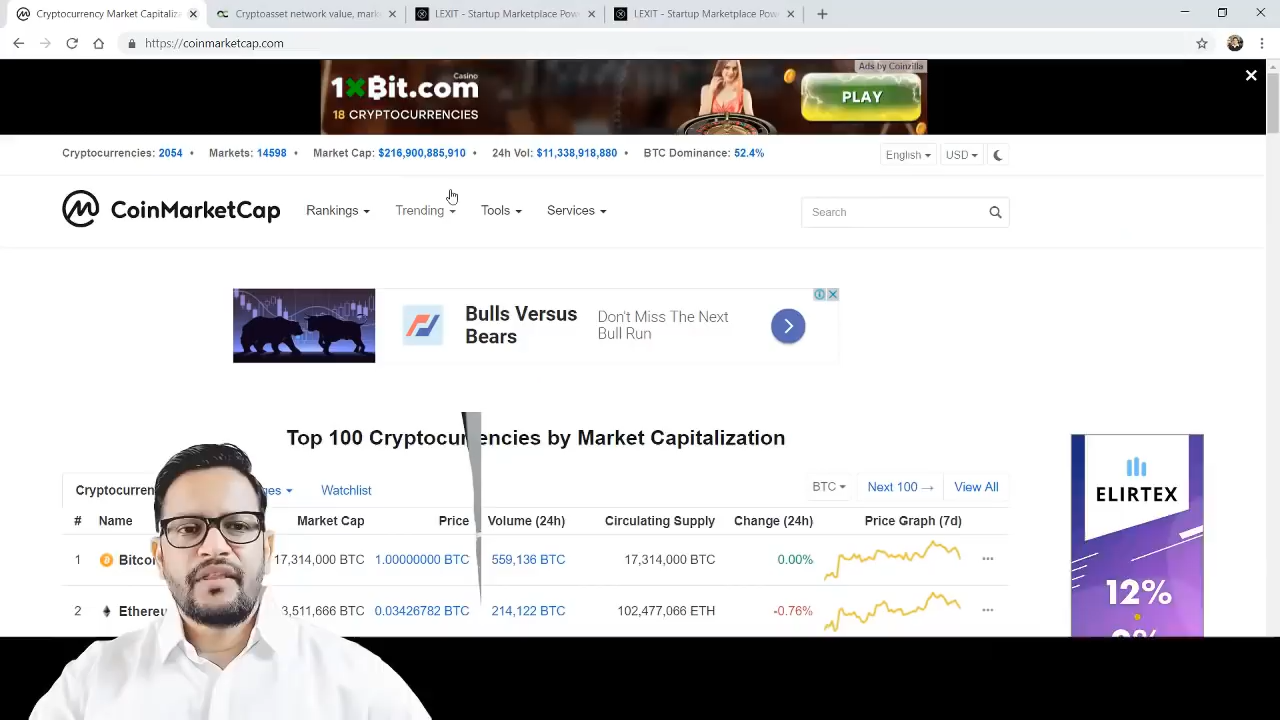 Cryptocurrency Market Capitaliz
Cryptoasset network value, mark
LEXIT - Startup Marketplace Pow
LEXIT - Startup Marketplace Pow
https://coinmarketcap.com
1xBit.com
Casino
18 CRYPTOCURRENCIES
PLAY
Ads by Coinzilla
Cryptocurrencies: 2054 • Markets: 14598 • Market Cap: $216,900,885,910 • 24h Vol: $11,338,918,880 • BTC Dominance: 52.4%
English
USD
CoinMarketCap
Rankings
Trending
Tools
Services
Search
Bulls Versus
Bears
Don't Miss The Next
Bull Run
Top 100 Cryptocurrencies by Market Capitalization
Cryptocurren
ges
Watchlist
BTC
Next 100 →
View All
# Name Market Cap Price Volume (24h) Circulating Supply Change (24h) Price Graph (7d)
1 Bitco 17,314,000 BTC 1.00000000 BTC 559,136 BTC 17,314,000 BTC 0.00%
2 Ethereu 3,511,666 BTC 0.03426782 BTC 214,122 BTC 102,477,066 ETH -0.76%
ELIRTEX
12%